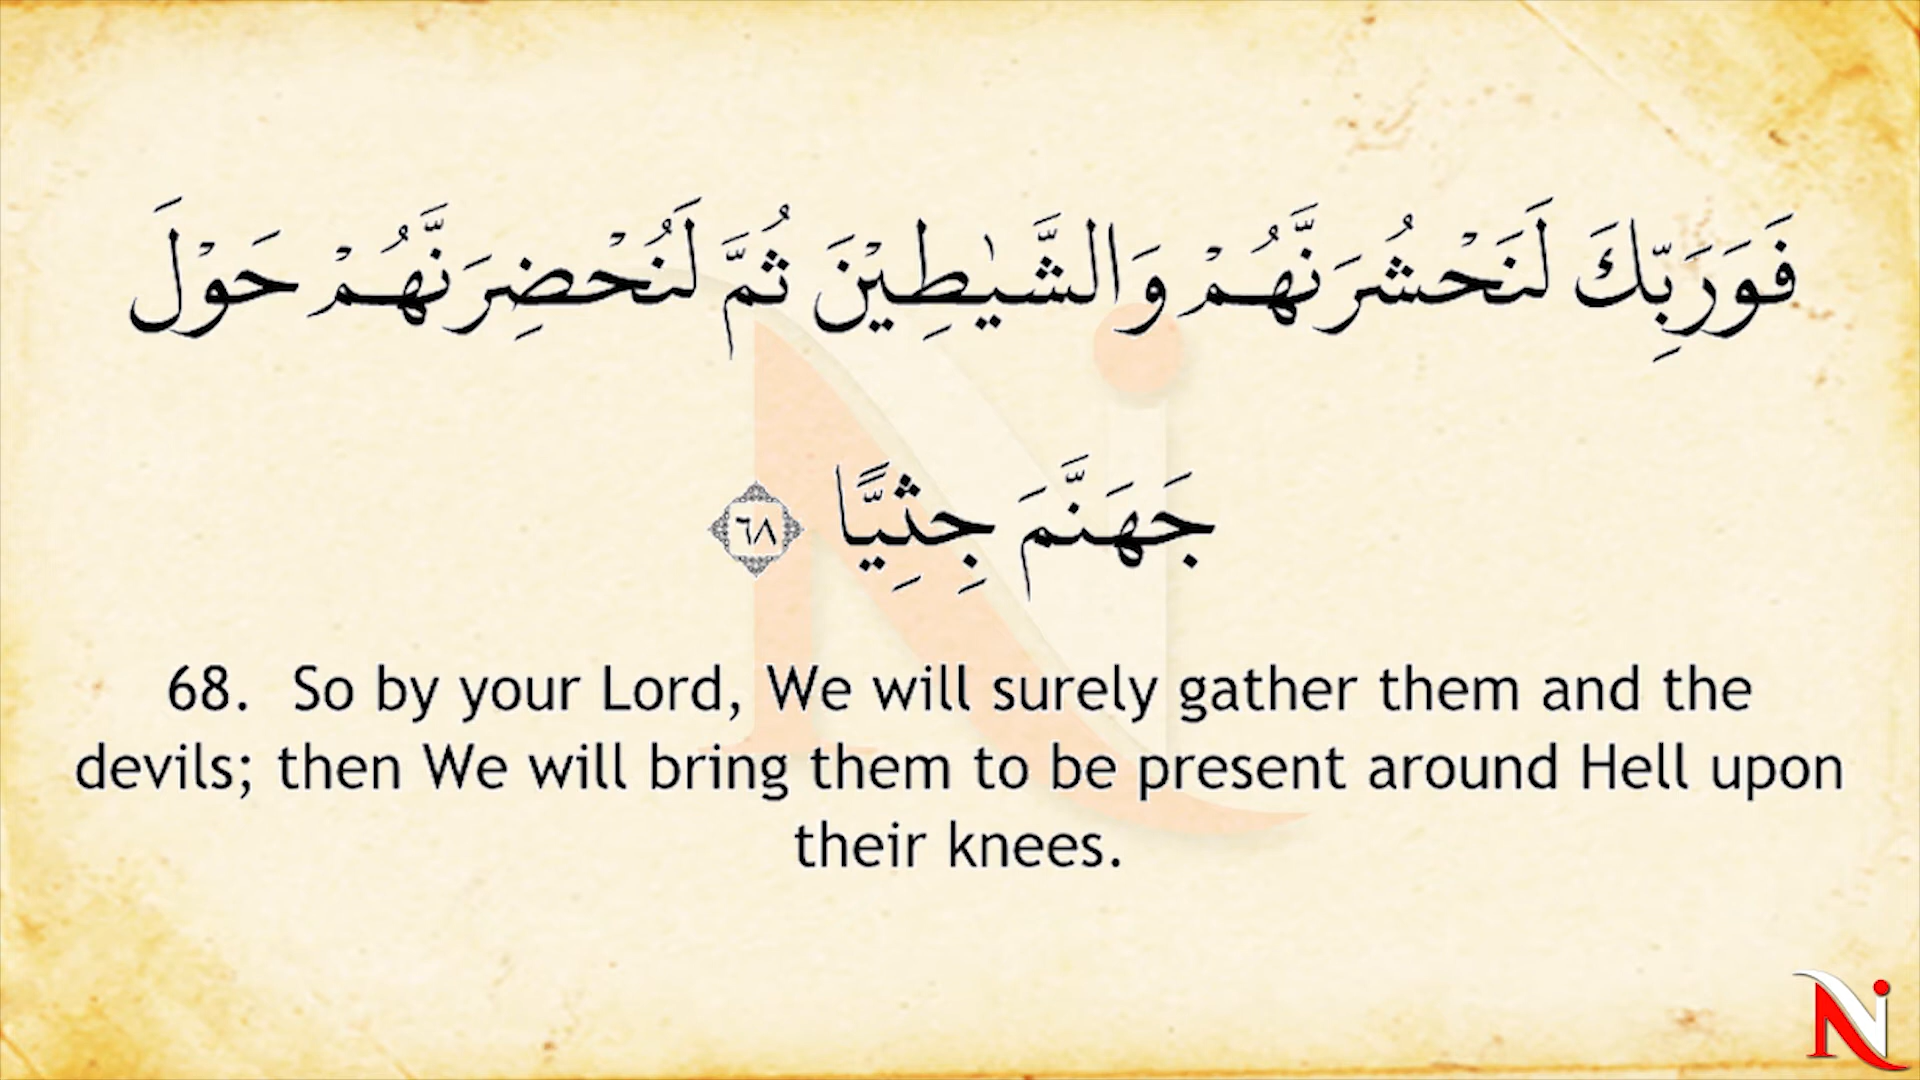 فَوَرَبِّكَ لَنَحْشُرَنَّهُمْ وَالشَّيٰطِيْنَ ثُمَّ لَنُحْضِرَنَّهُمْ حَوْلَ
جَهَنَّمَ جِثِيًّا ٦٨
68. So by your Lord, We will surely gather them and the
devils; then We will bring them to be present around Hell upon
their knees.
Ni